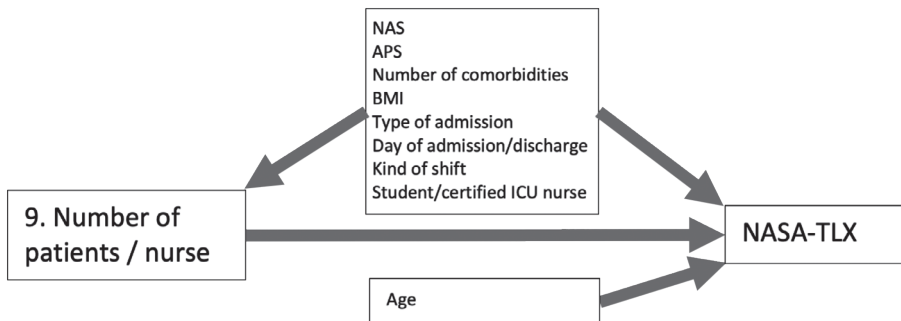 NAS
APS
Number of comorbidities
BMI
Type of admission
Day of admission/discharge
Kind of shift
Student/certified ICU nurse
9. Number of
patients / nurse
NASA-TLX
Age